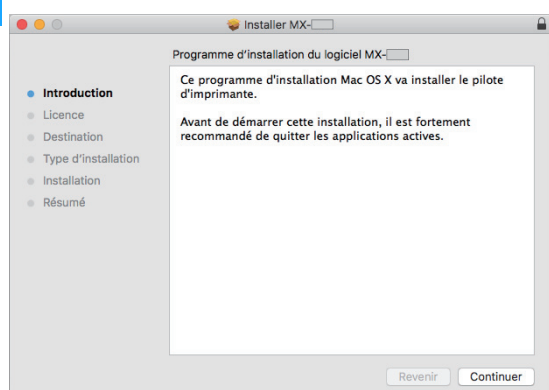 Installer MX-
Programme d'installation du logiciel MX-
Introduction
Licence
Destination
Type d'installation
Installation
Résumé
Ce programme d'installation Mac OS X va installer le pilote
d'imprimante.
Avant de démarrer cette installation, il est fortement
recommandé de quitter les applications actives.
Revenir
Continuer